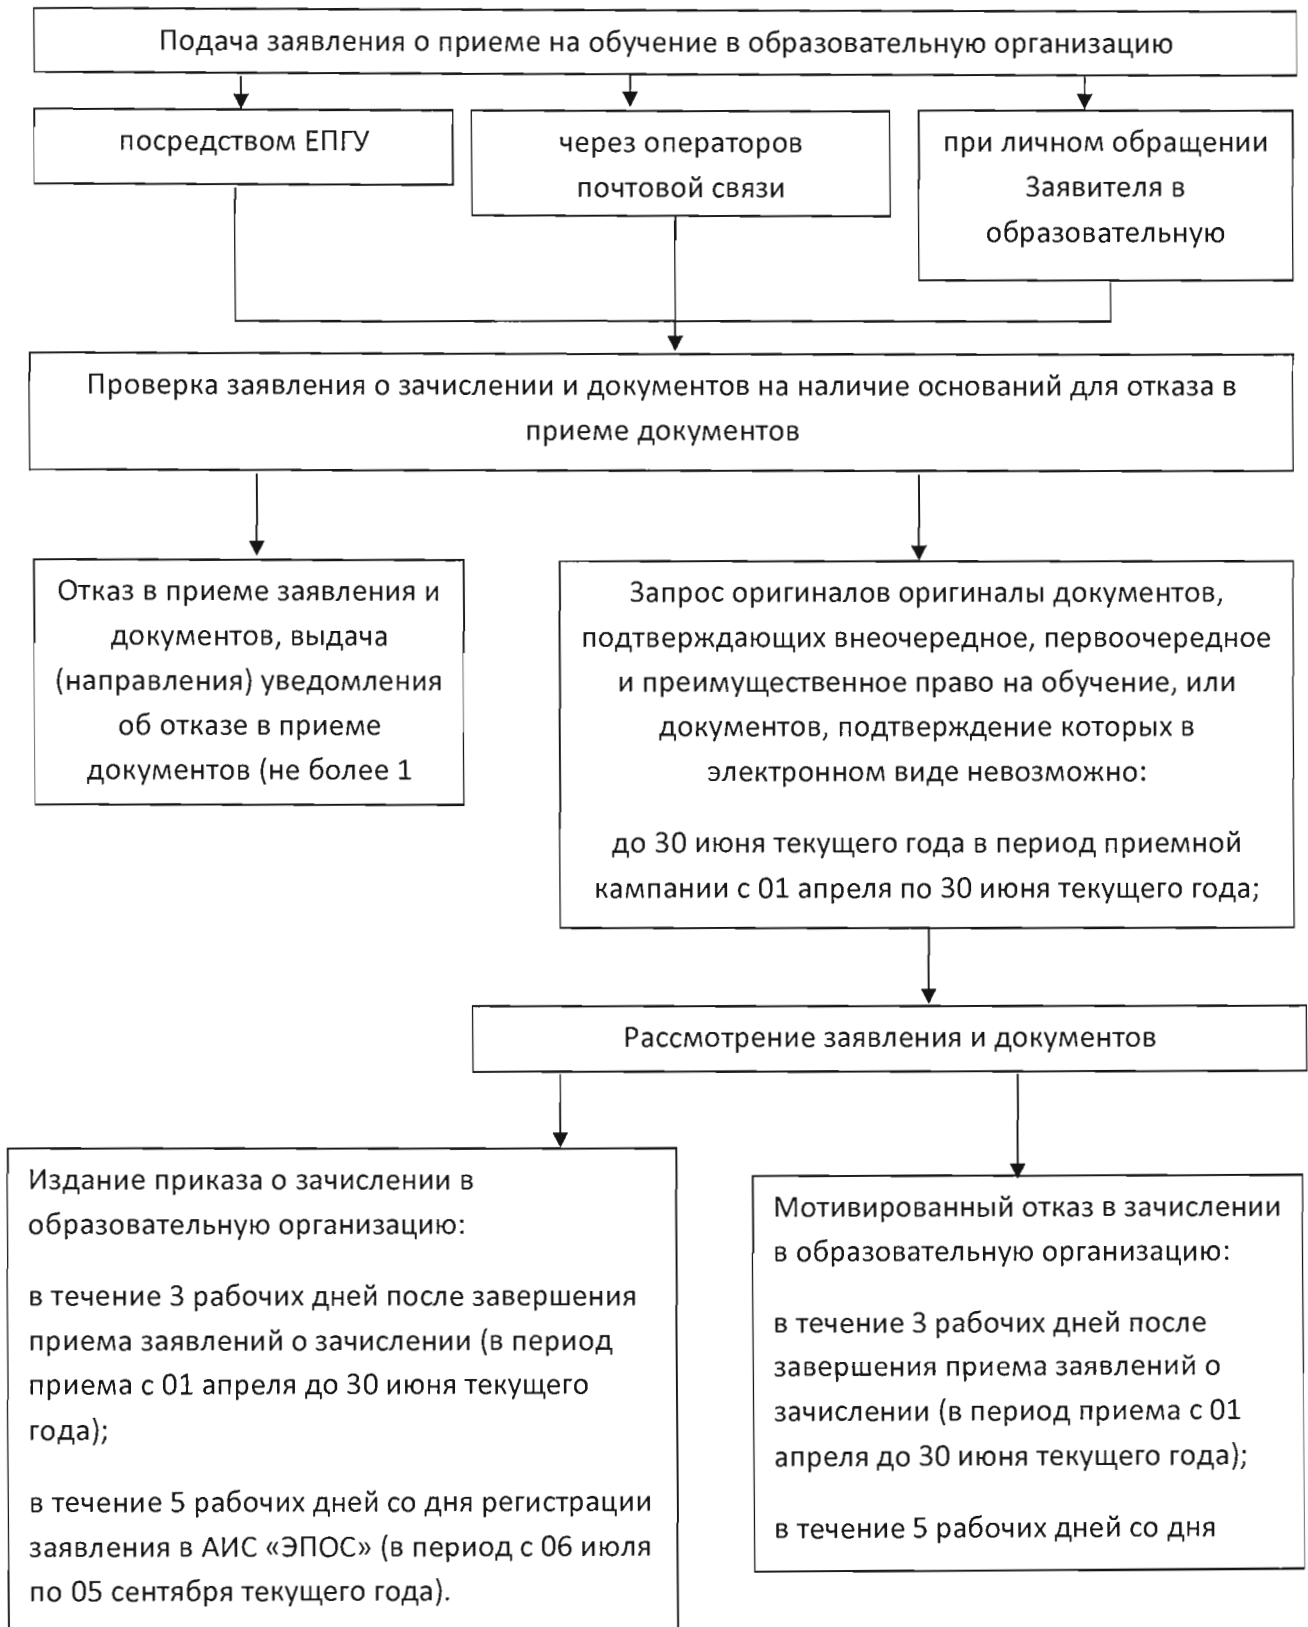 Подача заявления о приеме на обучение в образовательную организацию
посредством ЕПГУ
через операторов
почтовой связи
при личном обращении
Заявителя в
образовательную
Проверка заявления о зачислении и документов на наличие оснований для отказа в
приеме документов
Отказ в приеме заявления и
документов, выдача
(направления) уведомления
об отказе в приеме
документов (не более 1
Запрос оригиналов оригиналы документов,
подтверждающих внеочередное, первоочередное
и преимущественное право на обучение, или
документов, подтверждение которых в
электронном виде невозможно:
до 30 июня текущего года в период приемной
кампании с 01 апреля по 30 июня текущего года;
Рассмотрение заявления и документов
Издание приказа о зачислении в
образовательную организацию:
в течение 3 рабочих дней после завершения
приема заявлений о зачислении (в период
приема с 01 апреля до 30 июня текущего
года);
в течение 5 рабочих дней со дня регистрации
заявления в АИС «ЭПОС» (в период с 06 июля
по 05 сентября текущего года).
Мотивированный отказ в зачислении
в образовательную организацию:
в течение 3 рабочих дней после
завершения приема заявлений о
зачислении (в период приема с 01
апреля до 30 июня текущего года);
в течение 5 рабочих дней со дня